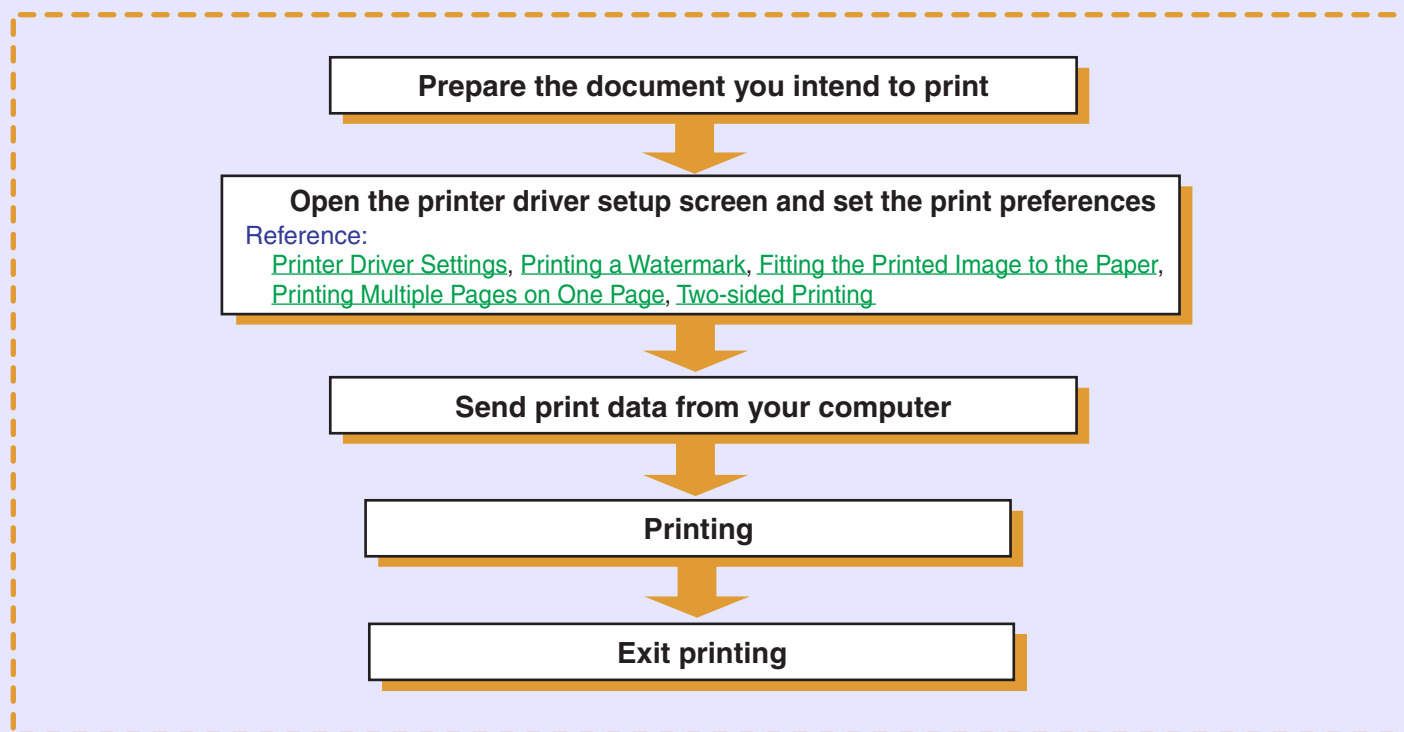 Prepare the document you intend to print
Open the printer driver setup screen and set the print preferences
Reference:
Printer Driver Settings, Printing a Watermark, Fitting the Printed Image to the Paper,
Printing Multiple Pages on One Page, Two-sided Printing
Send print data from your computer
Printing
Exit printing